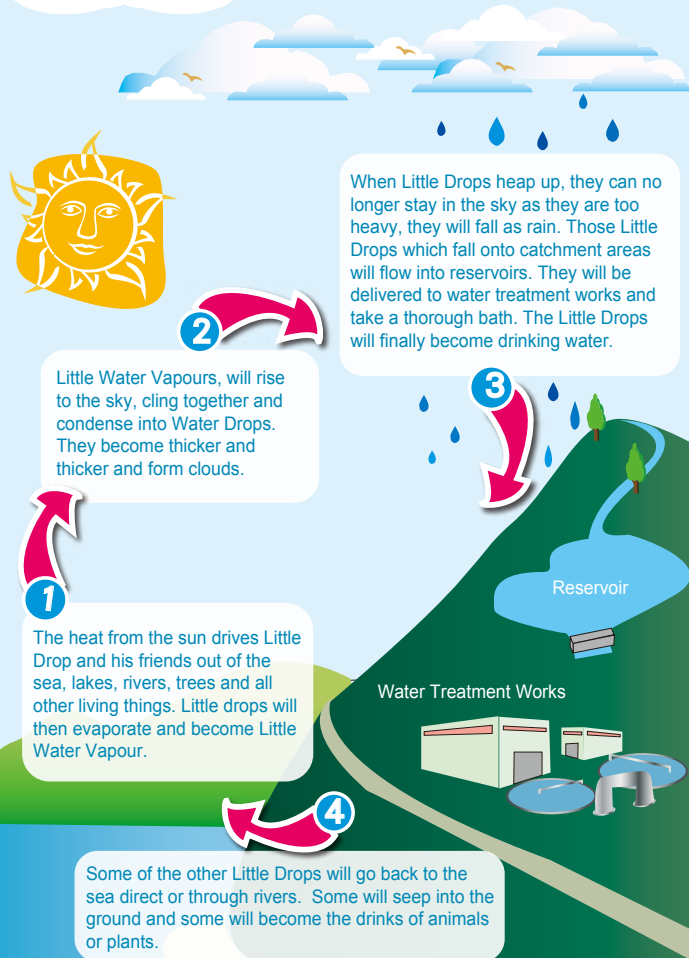 1
The heat from the sun drives Little
Drop and his friends out of the
sea, lakes, rivers, trees and all
other living things. Little drops will
then evaporate and become Little
Water Vapour.
2
Little Water Vapours, will rise
to the sky, cling together and
condense into Water Drops.
They become thicker and
thicker and form clouds.
When Little Drops heap up, they can no
longer stay in the sky as they are too
heavy, they will fall as rain. Those Little
Drops which fall onto catchment areas
will flow into reservoirs. They will be
delivered to water treatment works and
take a thorough bath. The Little Drops
will finally become drinking water.
3
Reservoir
Water Treatment Works
4
Some of the other Little Drops will go back to the
sea direct or through rivers.  Some will seep into the
ground and some will become the drinks of animals
or plants.